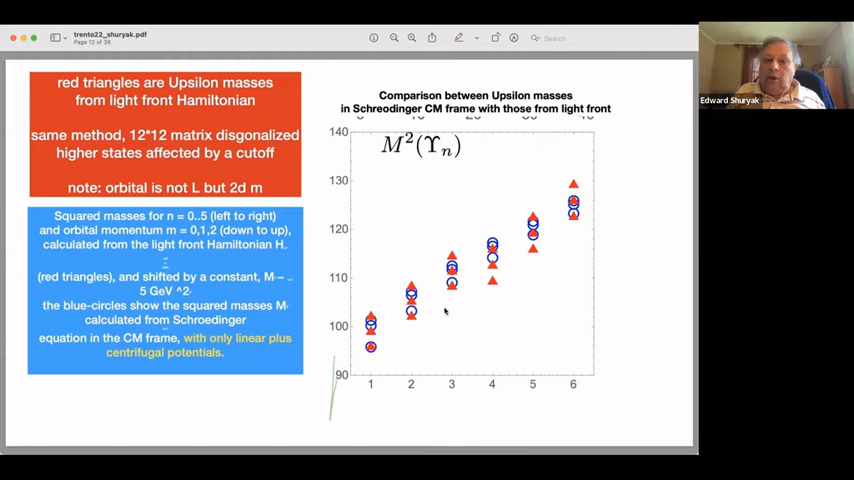 trento22_shuryak.pdf
Page 12 of 38
Search
red triangles are Upsilon masses
from light front Hamiltonian
same method, 12*12 matrix disgonalized
higher states affected by a cutoff
note: orbital is not L but 2d m
Squared masses for n = 0..5 (left to right)
and orbital momentum m = 0,1,2 (down to up),
calculated from the light front Hamiltonian H
(red triangles), and shifted by a constant, M
5 GeV ^2
the blue-circles show the squared masses M
calculated from Schroedinger
equation in the CM frame, with only linear plus
centrifugal potentials.
Comparison between Upsilon masses
in Schreodinger CM frame with those from light front
M²(Υₙ)
140
130
120
110
100
90
1 2 3 4 5 6
Edward Shuryak